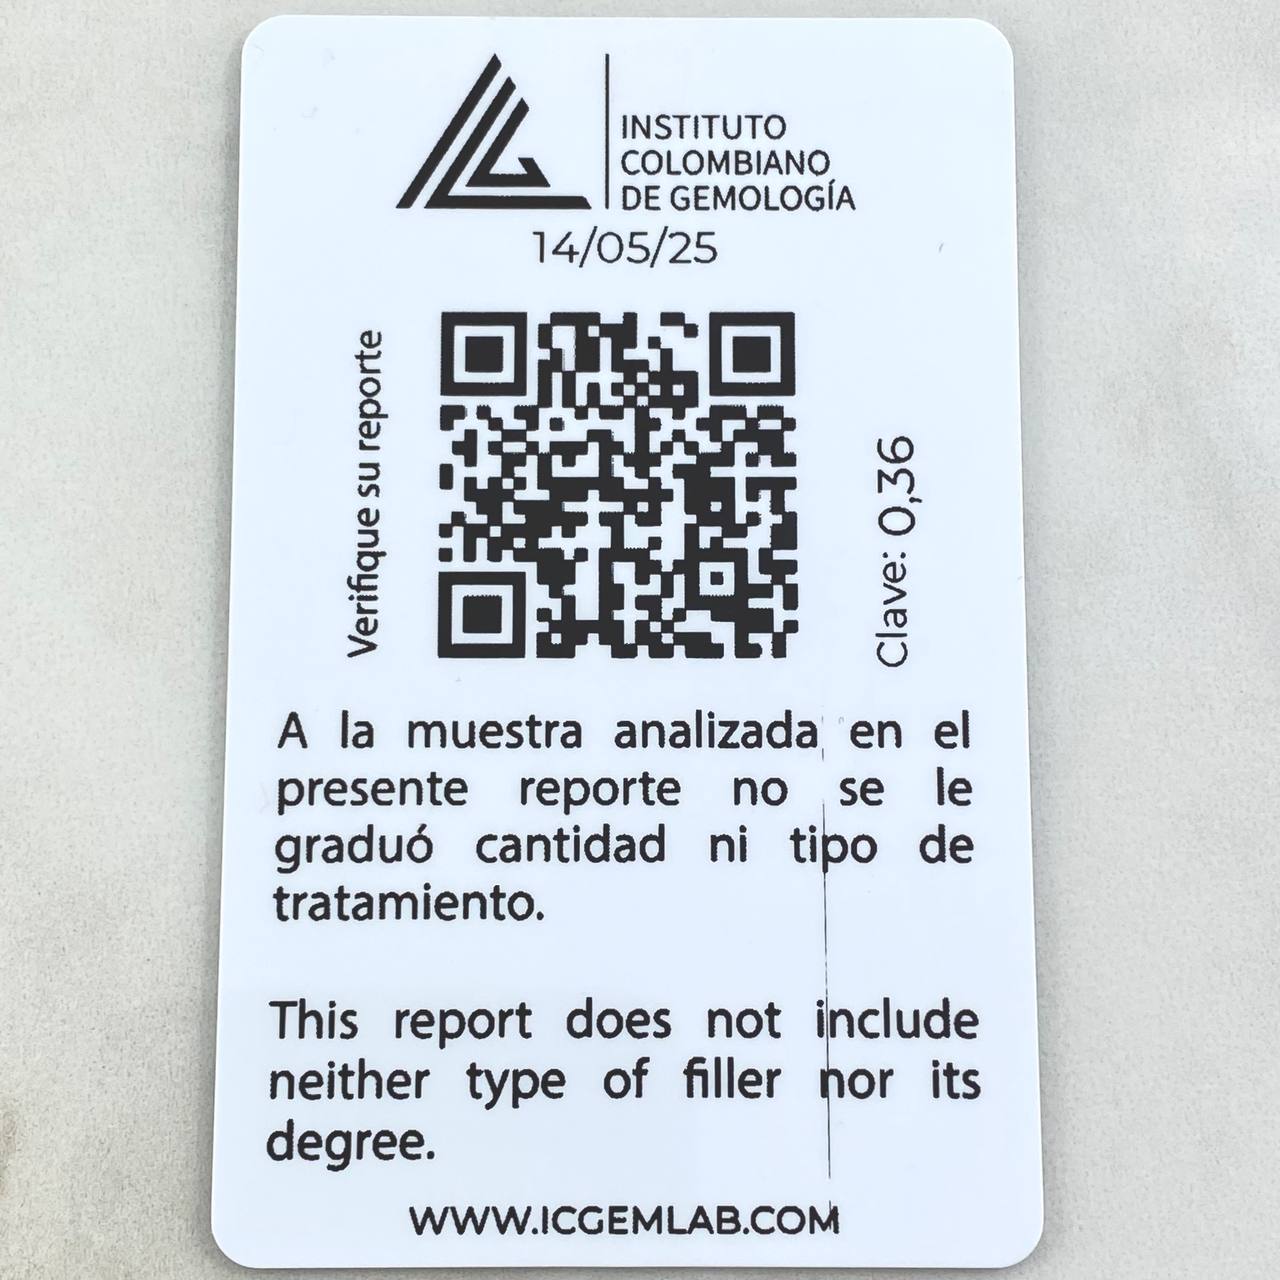 INSTITUTO
COLOMBIANO
DE GEMOLOGÍA
14/05/25
Verifique su reporte
Clave: 0,36
A la muestra analizada en el
presente reporte no se le
graduó cantidad ni tipo de
tratamiento.
This report does not include
neither type of filler nor its
degree.
WWW.ICGEMLAB.COM